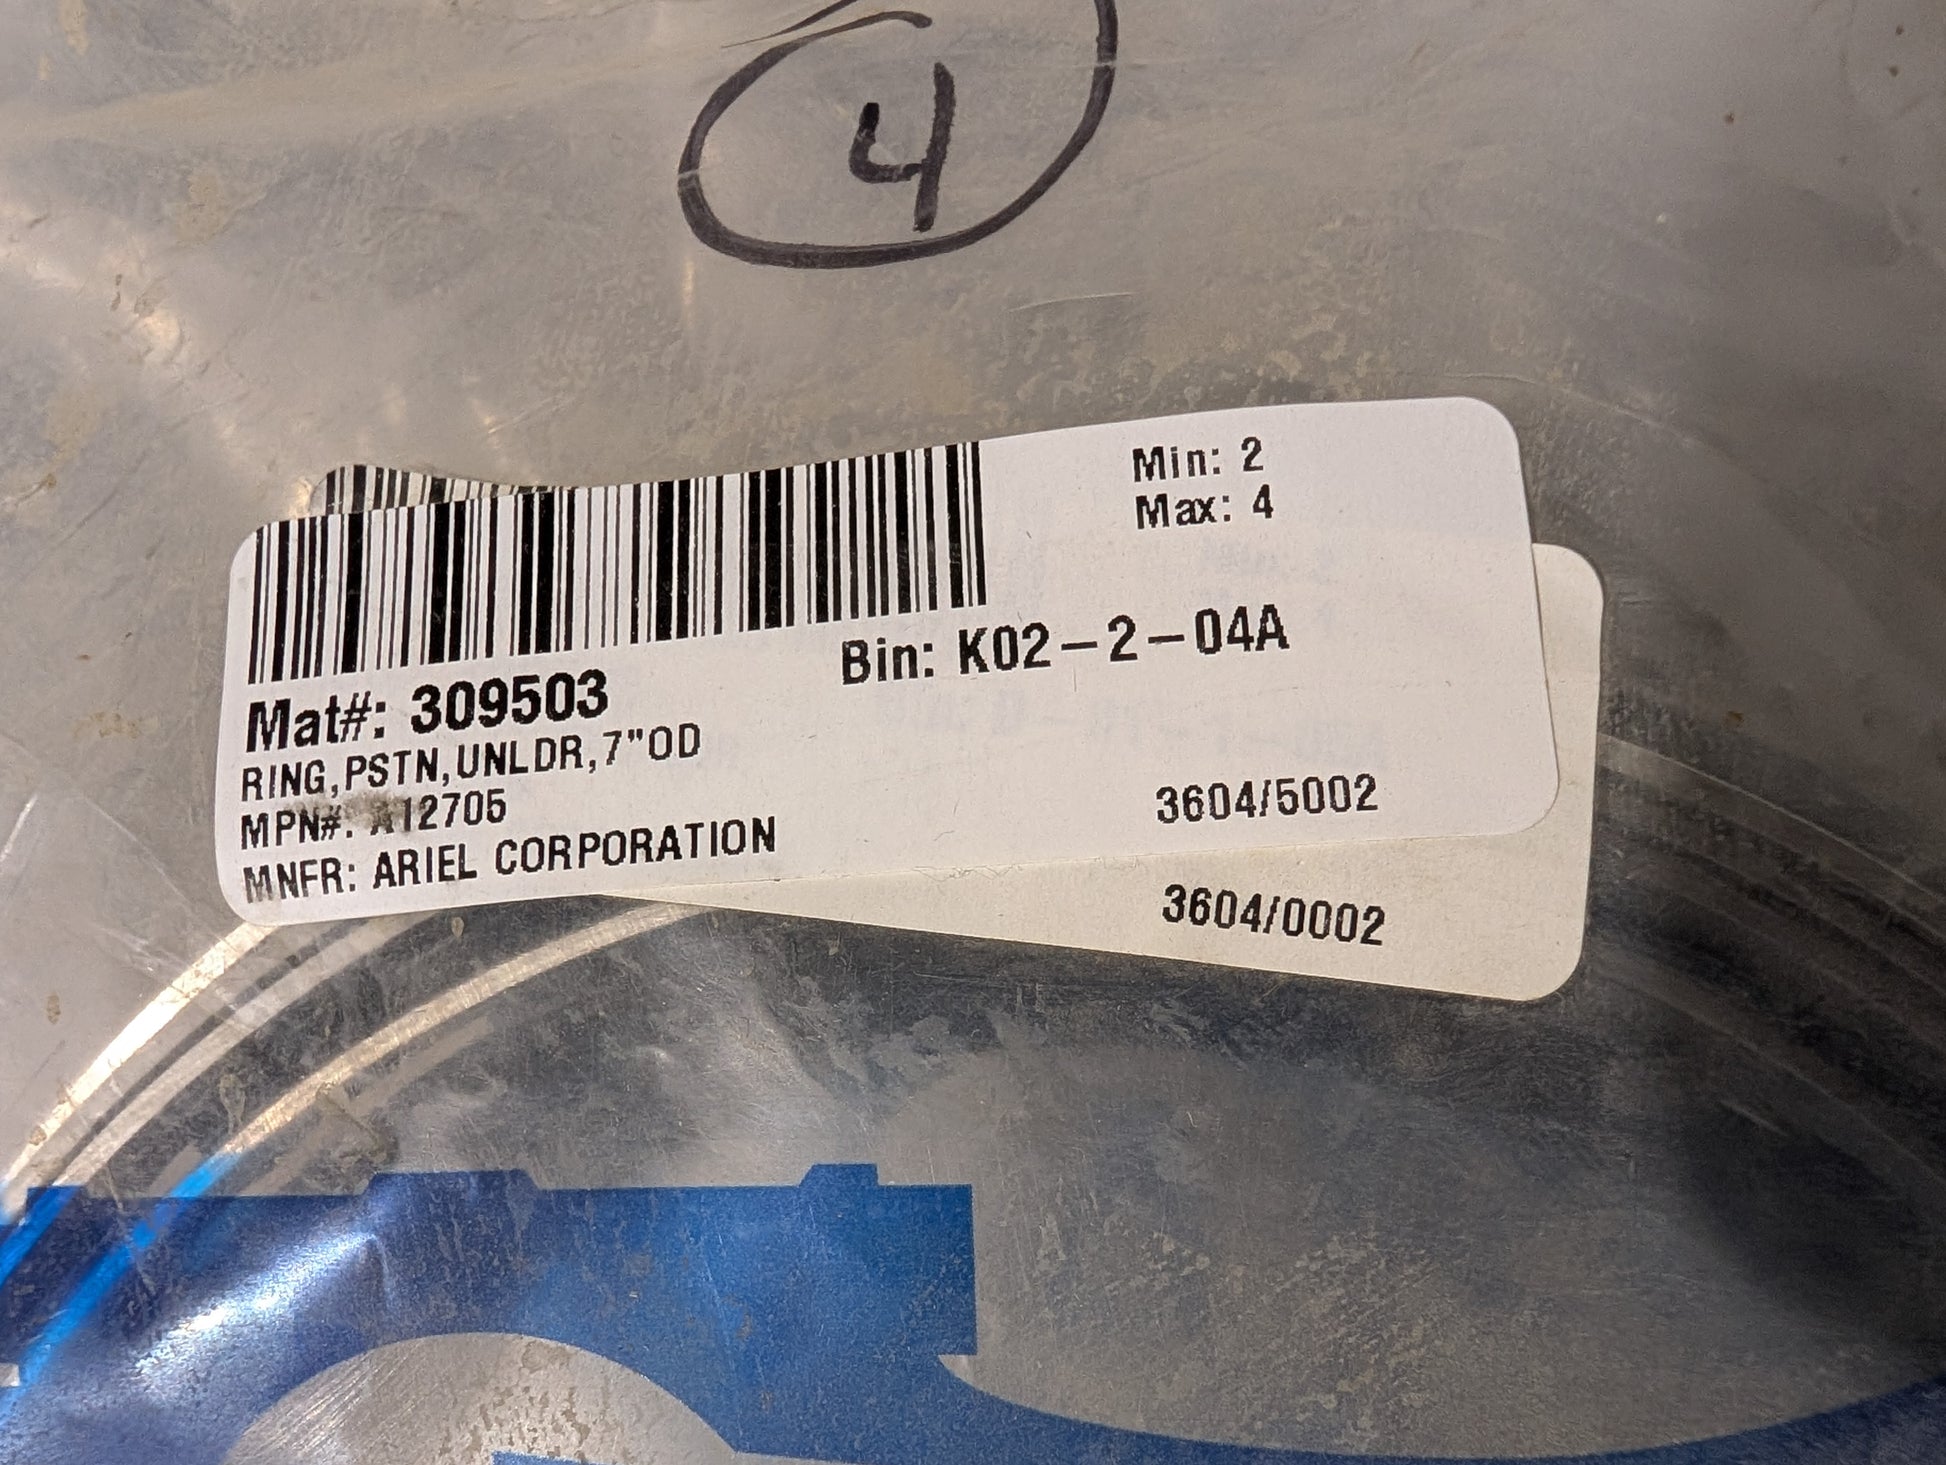 4
Min: 2
Max: 4
Bin: K02-2-04A
Mat#: 309503
RING,PSTN,UNLDR,7"OD
MPN#: A12705
3604/5002
MNFR: ARIEL CORPORATION
3604/0002